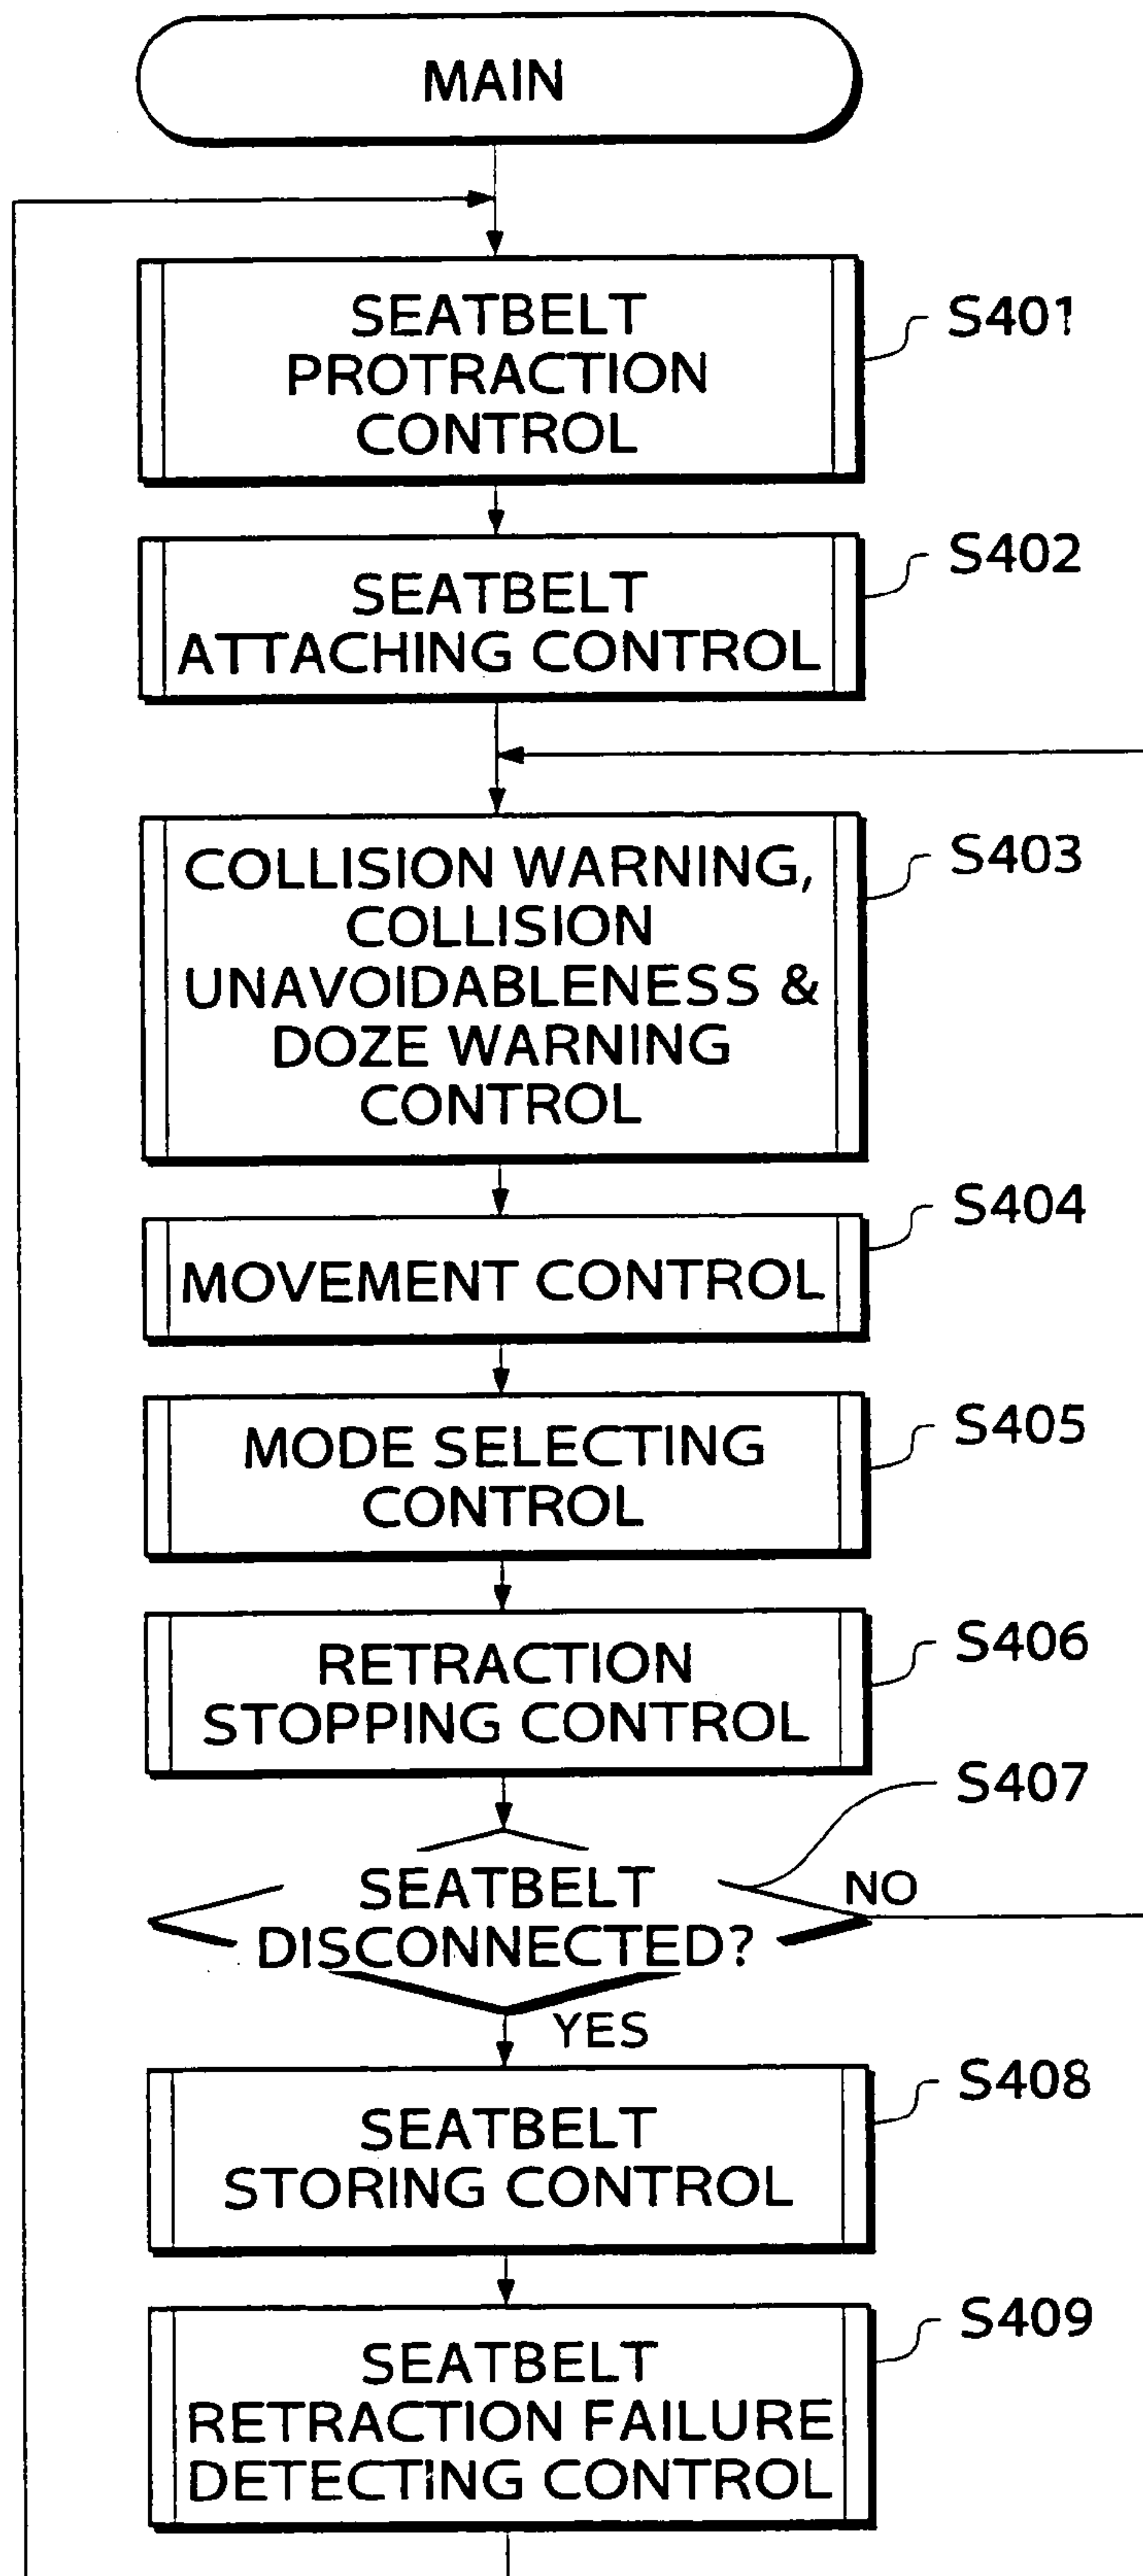 MAIN
SEATBELT
PROTRACTION
CONTROL
S401
SEATBELT
ATTACHING CONTROL
S402
COLLISION WARNING,
COLLISION
UNAVOIDABLENESS &
DOZE WARNING
CONTROL
S403
MOVEMENT CONTROL
S404
MODE SELECTING
CONTROL
S405
RETRACTION
STOPPING CONTROL
S406
S407
SEATBELT
DISCONNECTED?
NO
YES
SEATBELT
STORING CONTROL
S408
SEATBELT
RETRACTION FAILURE
DETECTING CONTROL
S409